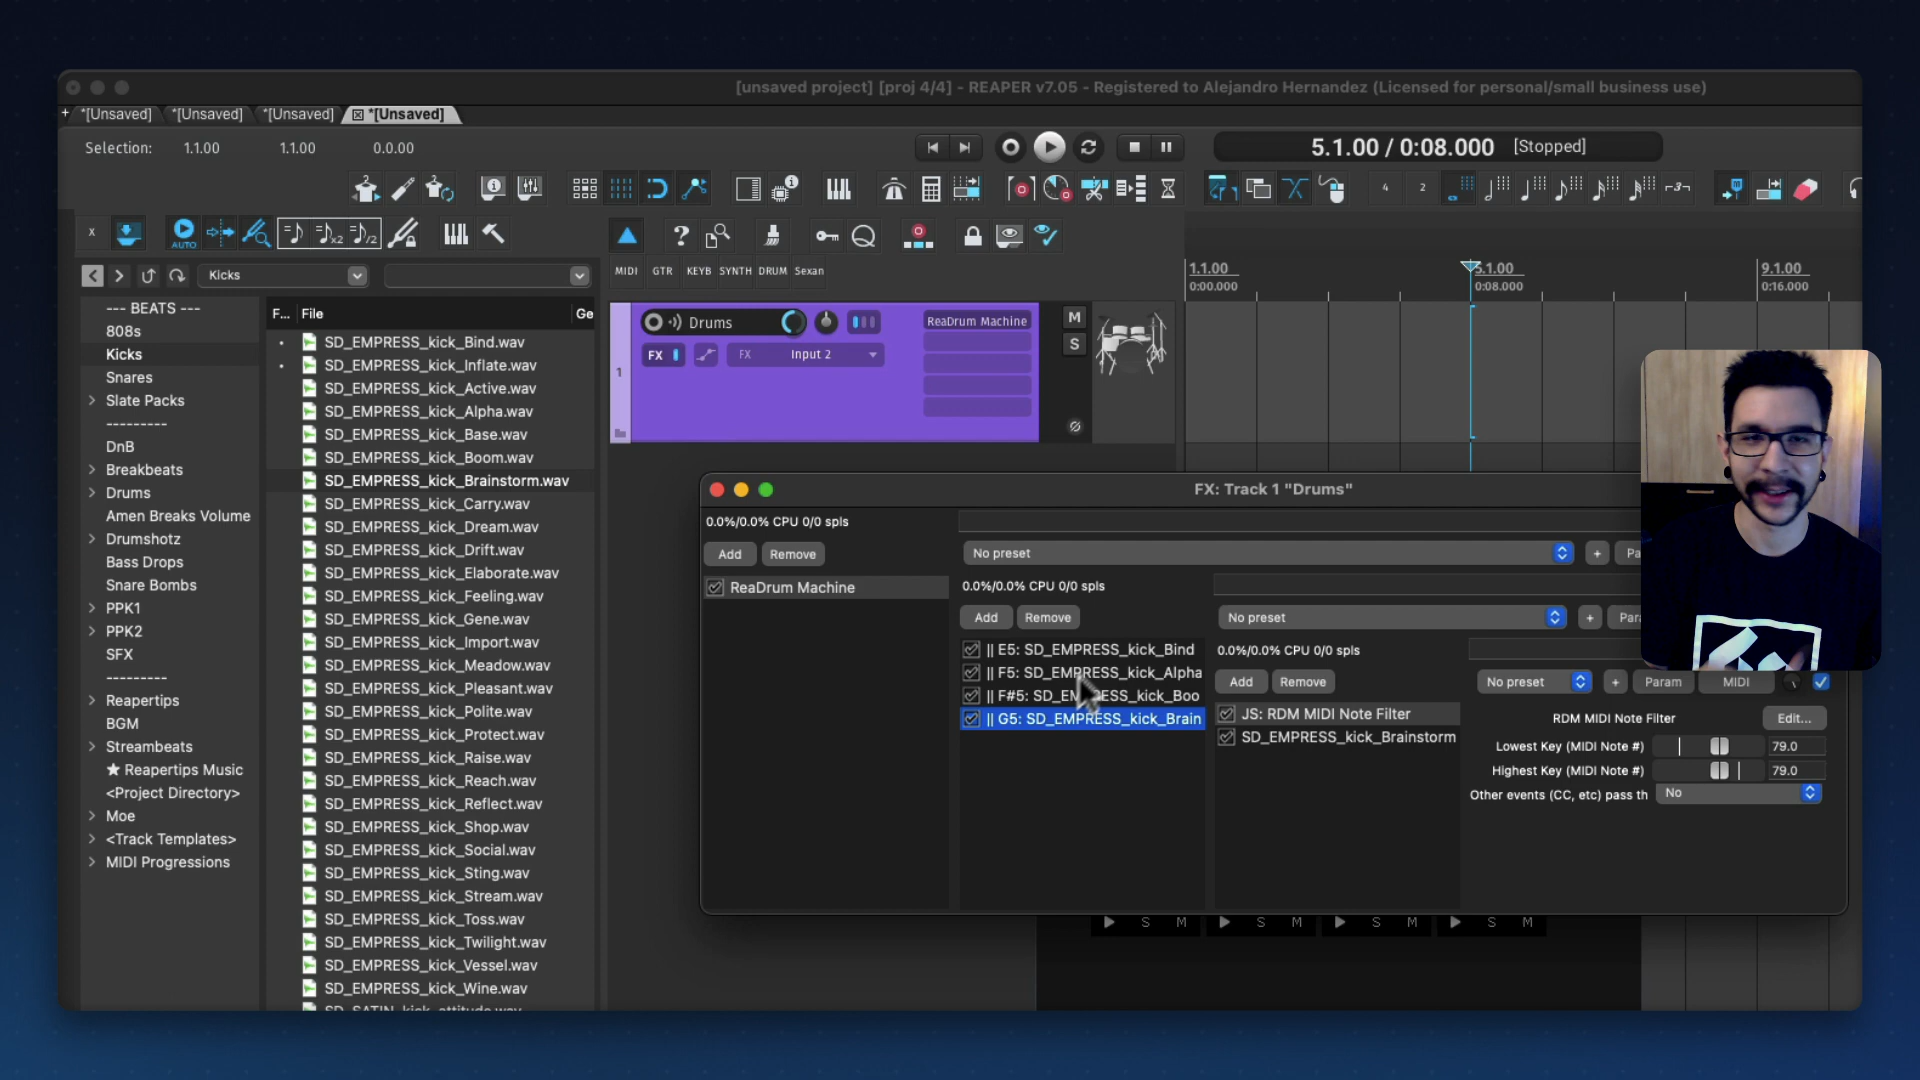 [unsaved project] [proj 4/4] - REAPER v7.05 - Registered to Alejandro Hernandez (Licensed for personal/small business use)
+ *[Unsaved] *[Unsaved] *[Unsaved] *[Unsaved]
Selection: 1.1.00 1.1.00 0.0.00
5.1.00 / 0:08.000 [Stopped]
4 2 -3-
x AUTO x2 /2
MIDI GTR KEYB SYNTH DRUM Sexan
Kicks
1.1.00 5.1.00 9.1.00
0:00.000 0:08.000 0:16.000
--- BEATS ---
808s
Kicks
Snares
Slate Packs
---------
DnB
Breakbeats
Drums
Amen Breaks Volume
Drumshotz
Bass Drops
Snare Bombs
PPK1
PPK2
SFX
---------
Reapertips
BGM
Streambeats
★ Reapertips Music
<Project Directory>
Moe
<Track Templates>
MIDI Progressions
F... File Ge
SD_EMPRESS_kick_Bind.wav
SD_EMPRESS_kick_Inflate.wav
SD_EMPRESS_kick_Active.wav
SD_EMPRESS_kick_Alpha.wav
SD_EMPRESS_kick_Base.wav
SD_EMPRESS_kick_Boom.wav
SD_EMPRESS_kick_Brainstorm.wav
SD_EMPRESS_kick_Carry.wav
SD_EMPRESS_kick_Dream.wav
SD_EMPRESS_kick_Drift.wav
SD_EMPRESS_kick_Elaborate.wav
SD_EMPRESS_kick_Feeling.wav
SD_EMPRESS_kick_Gene.wav
SD_EMPRESS_kick_Import.wav
SD_EMPRESS_kick_Meadow.wav
SD_EMPRESS_kick_Pleasant.wav
SD_EMPRESS_kick_Polite.wav
SD_EMPRESS_kick_Protect.wav
SD_EMPRESS_kick_Raise.wav
SD_EMPRESS_kick_Reach.wav
SD_EMPRESS_kick_Reflect.wav
SD_EMPRESS_kick_Shop.wav
SD_EMPRESS_kick_Social.wav
SD_EMPRESS_kick_Sting.wav
SD_EMPRESS_kick_Stream.wav
SD_EMPRESS_kick_Toss.wav
SD_EMPRESS_kick_Twilight.wav
SD_EMPRESS_kick_Vessel.wav
SD_EMPRESS_kick_Wine.wav
SD_SATIN_kick_attitude.wav
Drums ReaDrum Machine M
S
FX FX Input 2
1
FX: Track 1 "Drums"
0.0%/0.0% CPU 0/0 spls
Add Remove No preset + Pa
ReaDrum Machine
0.0%/0.0% CPU 0/0 spls
Add Remove No preset + Par
|| E5: SD_EMPRESS_kick_Bind
|| F5: SD_EMPRESS_kick_Alpha
|| F#5: SD_EMPRESS_kick_Boo
|| G5: SD_EMPRESS_kick_Brain
0.0%/0.0% CPU 0/0 spls
Add Remove No preset + Param MIDI
JS: RDM MIDI Note Filter
SD_EMPRESS_kick_Brainstorm
RDM MIDI Note Filter Edit...
Lowest Key (MIDI Note #) 79.0
Highest Key (MIDI Note #) 79.0
Other events (CC, etc) pass th No
S M S M S M S M